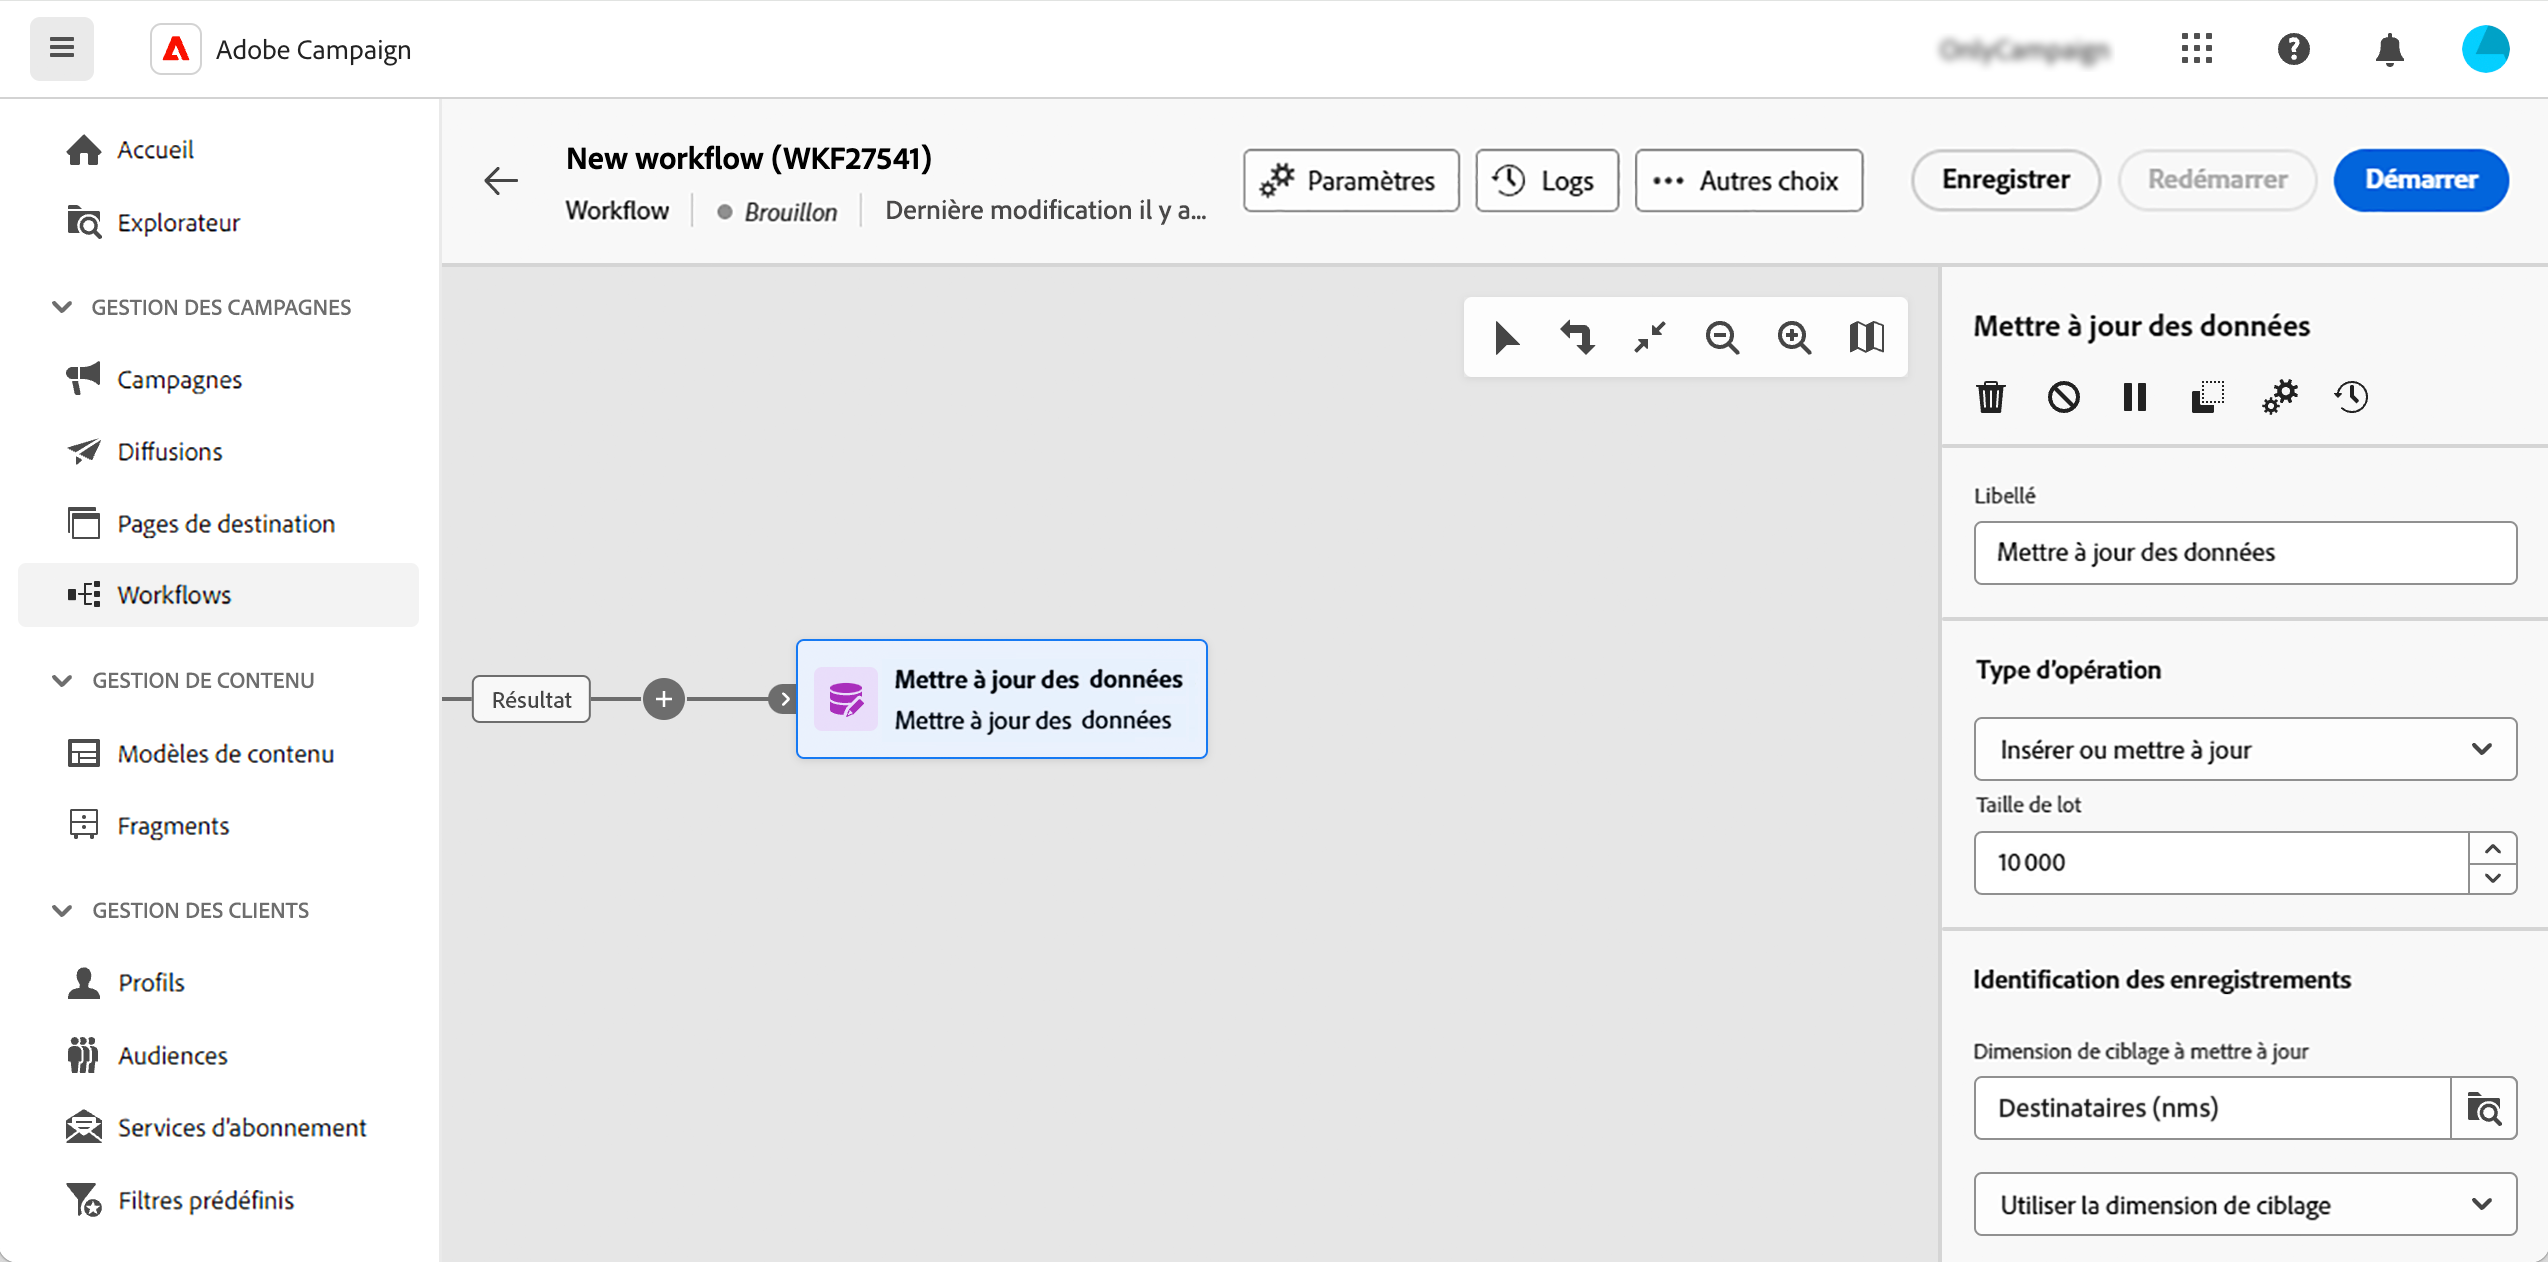 Adobe Campaign
Accueil
Explorateur
GESTION DES CAMPAGNES
Campagnes
Diffusions
Pages de destination
Workflows
GESTION DE CONTENU
Modèles de contenu
Fragments
GESTION DES CLIENTS
Profils
Audiences
Services d'abonnement
Filtres prédéfinis
New workflow (WKF27541)
Workflow
Brouillon
Dernière modification il y a...
Paramètres
Logs
Autres choix
Enregistrer
Redémarrer
Démarrer
Résultat
Mettre à jour des données
Mettre à jour des données
Mettre à jour des données
Libellé
Mettre à jour des données
Type d'opération
Insérer ou mettre à jour
Taille de lot
10 000
Identification des enregistrements
Dimension de ciblage à mettre à jour
Destinataires (nms)
Utiliser la dimension de ciblage